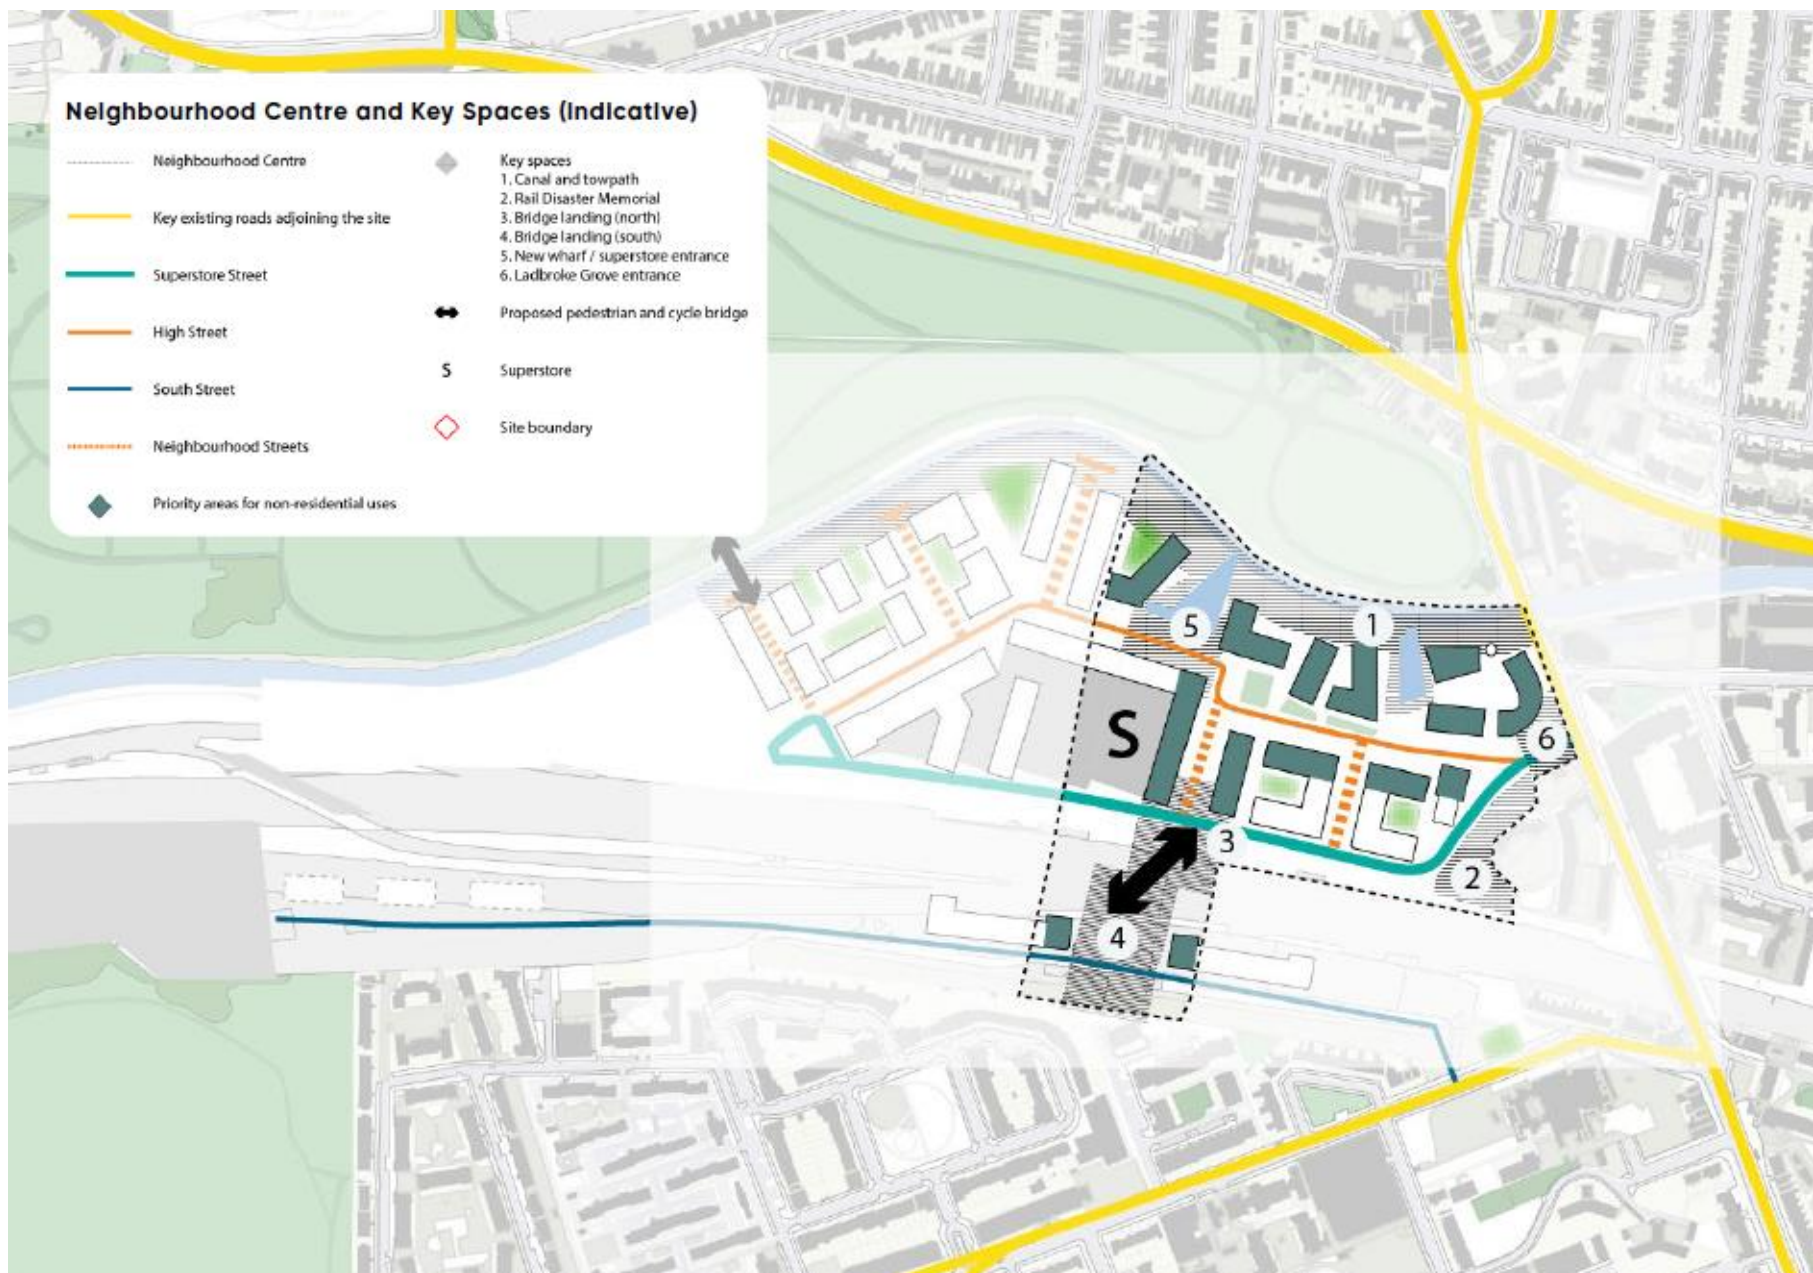 Neighbourhood Centre and Key Spaces (Indicative)
Neighbourhood Centre
Key existing roads adjoining the site
Superstore Street
High Street
South Street
Neighbourhood Streets
Priority areas for non-residential uses
Key spaces
1. Canal and towpath
2. Rail Disaster Memorial
3. Bridge landing (north)
4. Bridge landing (south)
5. New wharf / superstore entrance
6. Ladbroke Grove entrance
Proposed pedestrian and cycle bridge
S
Superstore
Site boundary
5
1
S
6
3
2
4